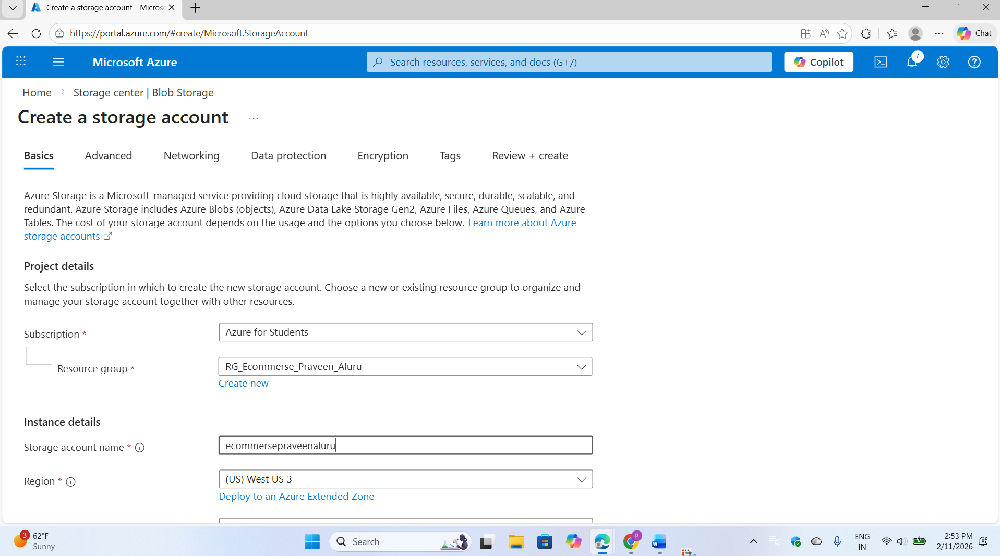 Create a storage account - Micros
https://portal.azure.com/#create/Microsoft.StorageAccount
Chat
Microsoft Azure
Search resources, services, and docs (G+/)
Copilot
7
Home
Storage center | Blob Storage
Create a storage account
...
Basics
Advanced
Networking
Data protection
Encryption
Tags
Review + create
Azure Storage is a Microsoft-managed service providing cloud storage that is highly available, secure, durable, scalable, and
redundant. Azure Storage includes Azure Blobs (objects), Azure Data Lake Storage Gen2, Azure Files, Azure Queues, and Azure
Tables. The cost of your storage account depends on the usage and the options you choose below. Learn more about Azure
storage accounts
Project details
Select the subscription in which to create the new storage account. Choose a new or existing resource group to organize and
manage your storage account together with other resources.
Subscription *
Azure for Students
Resource group *
RG_Ecommerse_Praveen_Aluru
Create new
Instance details
Storage account name *
ecommersepraveenaluru
Region *
(US) West US 3
Deploy to an Azure Extended Zone
3
62°F
Sunny
Search
P
W
ENG
IN
2:53 PM
2/11/2026